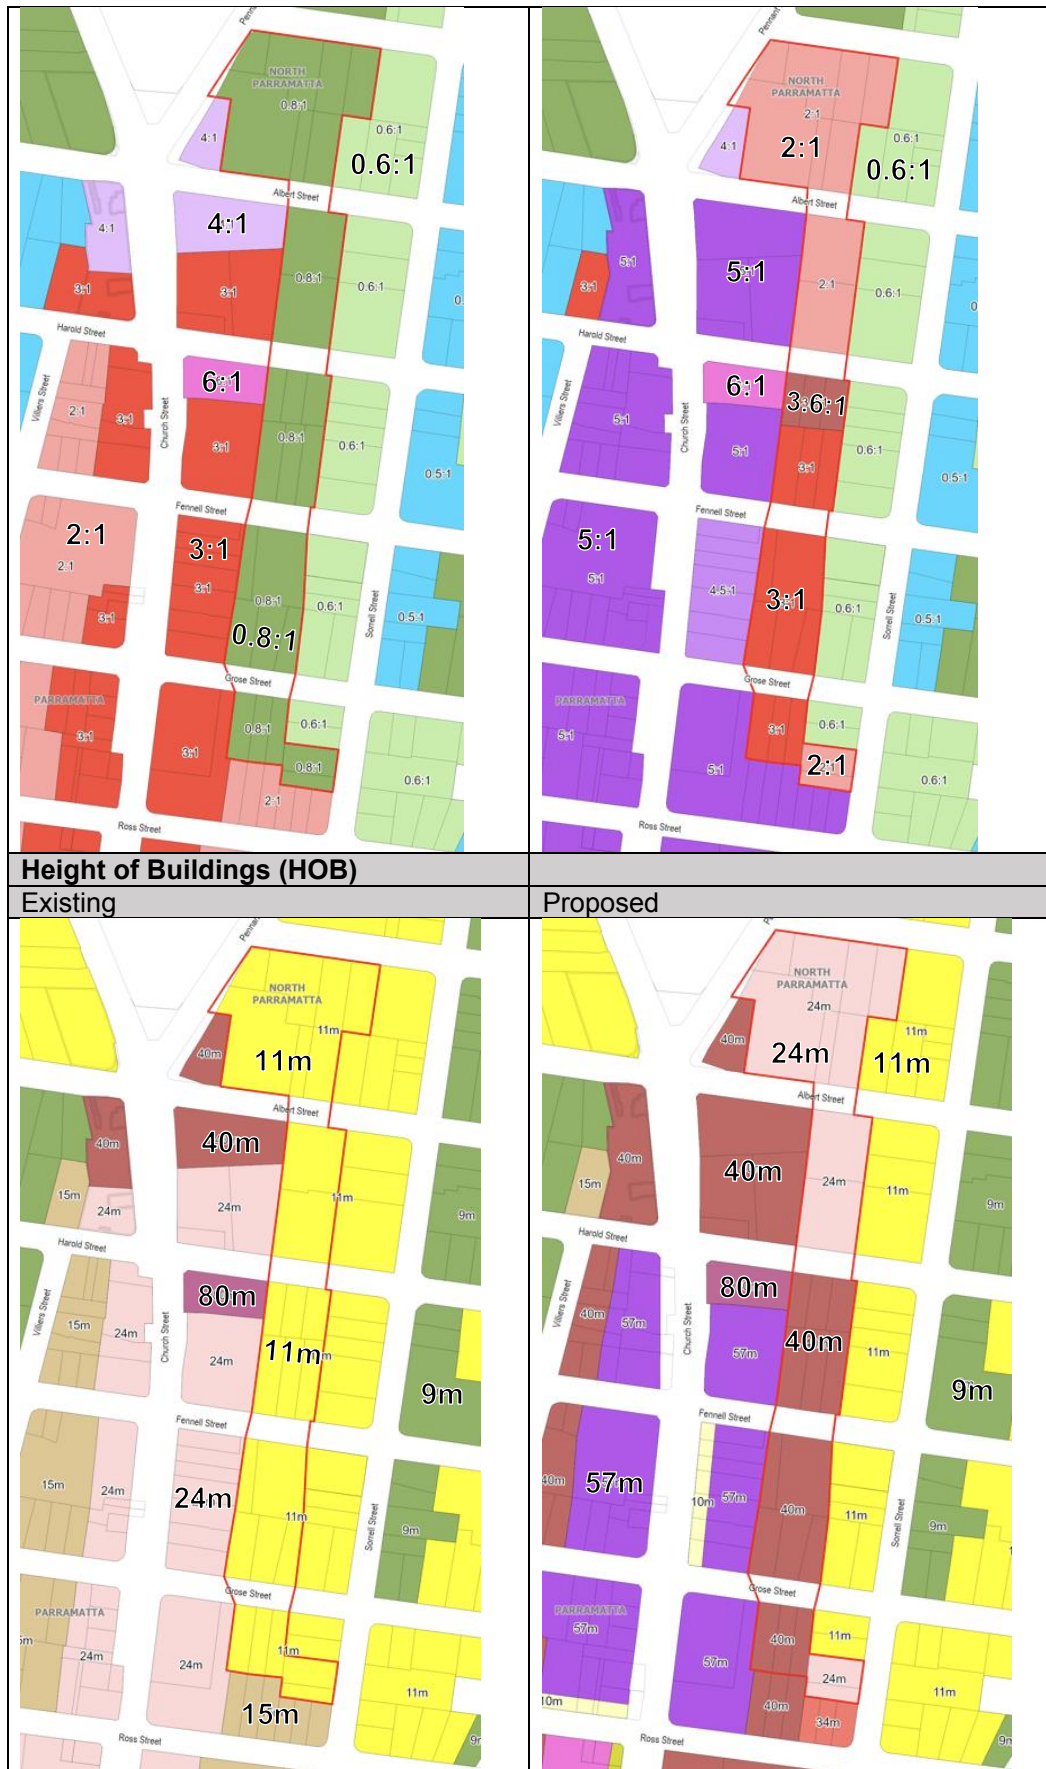 Pennant
NORTH
PARRAMATTA
0.8:1
4:1
0.6:1
0.6:1
Albert Street
4:1
4:1
3:1
3:1
0.8:1
0.6:1
0.
Harold Street
Villiers Street
2:1
3:1
Church Street
6:1
3:1
0.8:1
0.6:1
0.5:1
Fennell Street
2:1
2:1
3:1
3:1
3:1
0.8:1
0.8:1
0.6:1
Sorrell Street
0.5:1
Grose Street
PARRAMATTA
3:1
3:1
0.8:1
0.6:1
0.8:1
2:1
0.6:1
Ross Street
Pennant
NORTH
PARRAMATTA
2:1
2:1
4:1
0.6:1
0.6:1
Albert Street
5:1
3:1
5:1
2:1
0.6:1
0
Harold Street
Villiers Street
5:1
Church Street
6:1
5:1
3.6:1
3:1
0.6:1
0.5:1
Fennell Street
5:1
5:1
4.5:1
3:1
0.6:1
Sorrell Street
0.5:1
Grose Street
PARRAMATTA
5:1
5:1
3:1
0.6:1
2:1
0.6:1
Ross Street
Height of Buildings (HOB)
Existing
Proposed
Penna
NORTH
PARRAMATTA
11m
40m
11m
Albert Street
40m
15m
24m
40m
24m
11m
9m
Harold Street
Villiers Street
15m
24m
Church Street
80m
24m
11m
9m
Fennell Street
15m
24m
24m
11m
Sorrell Street
9m
Grose Street
PARRAMATTA
5m
24m
24m
11m
15m
11m
9m
Ross Street
P
NORTH
PARRAMATTA
24m
40m
24m
11m
11m
Albert Street
40m
15m
40m
24m
11m
9m
Harold Street
Villiers Street
40m
57m
Church Street
80m
57m
40m
11m
9m
Fennell Street
40m
57m
10m
57m
40m
11m
Sorrell Street
9m
Grose Street
PARRAMATTA
57m
10m
57m
40m
11m
24m
40m
34m
11m
9m
Ross Street